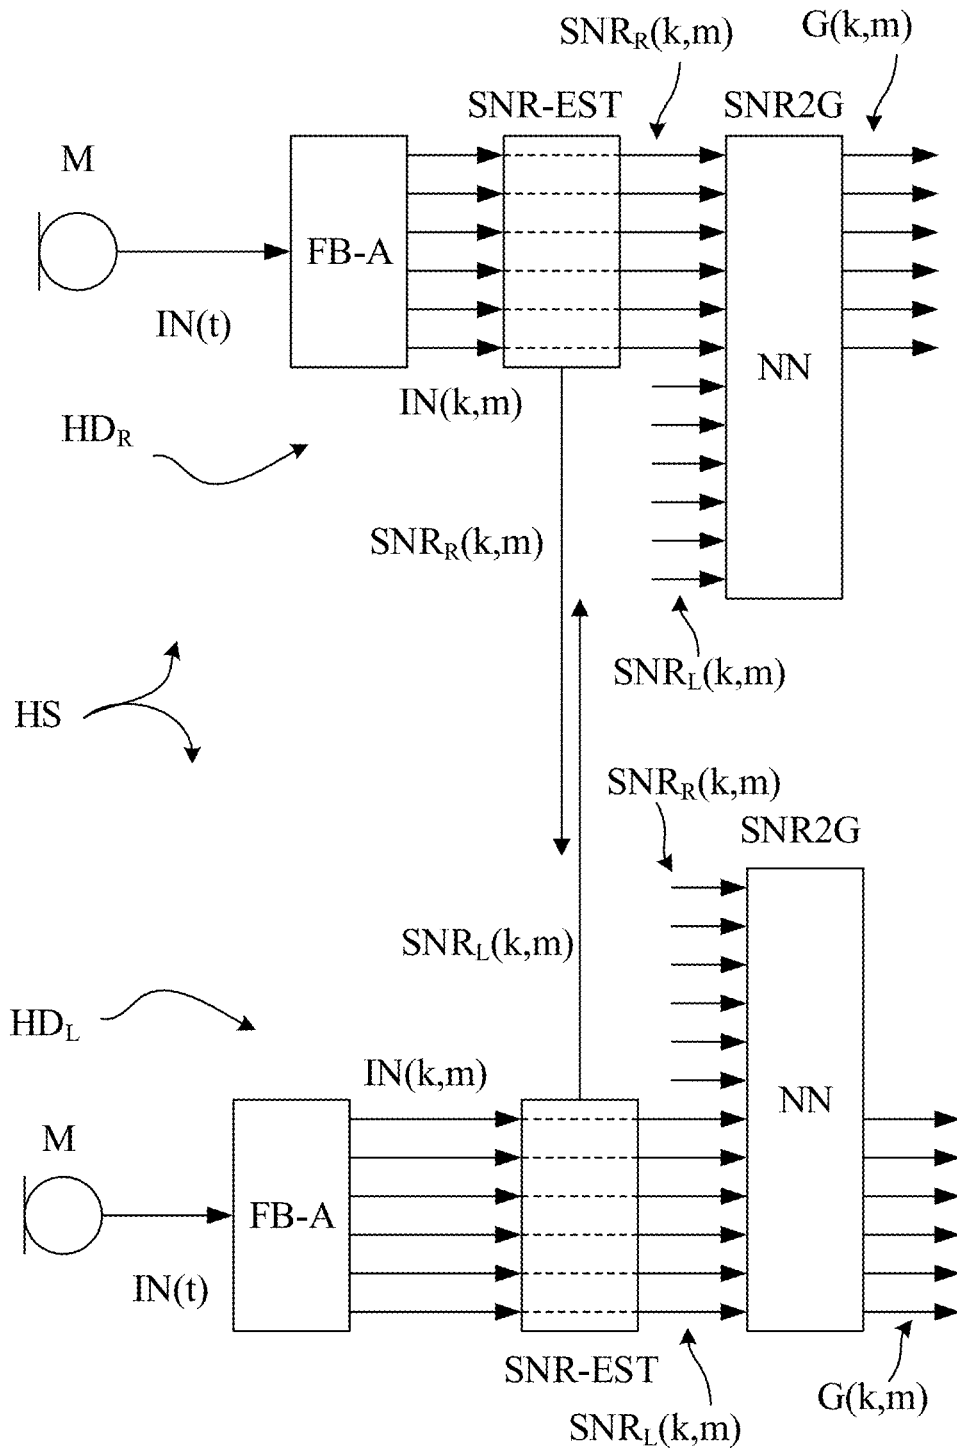 SNR_R(k,m)
G(k,m)
SNR-EST
SNR2G
M
FB-A
IN(t)
NN
IN(k,m)
HD_R
SNR_R(k,m)
SNR_L(k,m)
HS
SNR_R(k,m)
SNR2G
SNR_L(k,m)
HD_L
IN(k,m)
NN
M
FB-A
IN(t)
SNR-EST
G(k,m)
SNR_L(k,m)